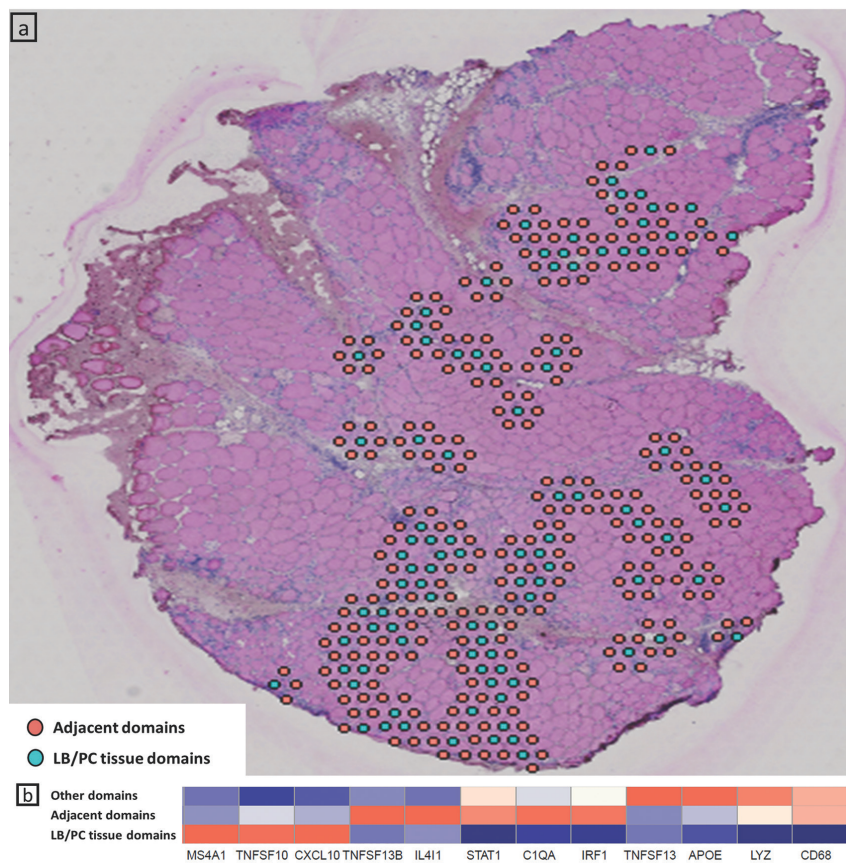 a
Adjacent domains
LB/PC tissue domains
b
Other domains
Adjacent domains
LB/PC tissue domains
MS4A1 TNFSF10 CXCL10 TNFSF13B IL4I1 STAT1 C1QA IRF1 TNFSF13 APOE LYZ CD68